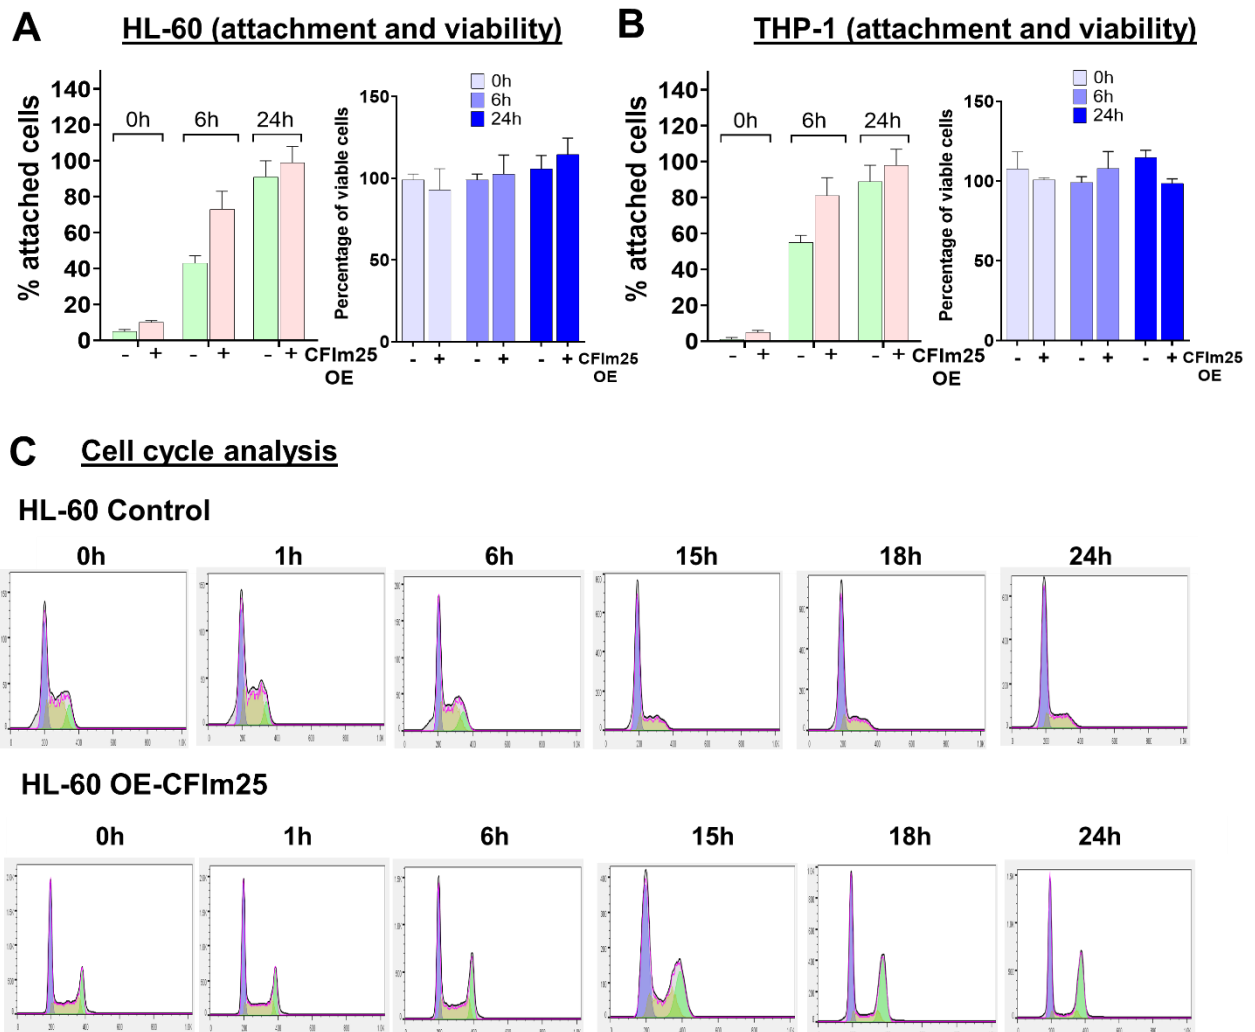 A HL-60 (attachment and viability)
% attached cells
140
120
100
80
60
40
20
0
0h 6h 24h
- + - + - + CFIm25
OE
Percentage of viable cells
150
100
50
0
0h
6h
24h
- + - + - + CFIm25
OE
B THP-1 (attachment and viability)
% attached cells
140
120
100
80
60
40
20
0
0h 6h 24h
- + - + - + CFIm25
OE
Percentage of viable cells
150
100
50
0
0h
6h
24h
- + - + - + CFIm25
OE
C Cell cycle analysis
HL-60 Control
0h 1h 6h 15h 18h 24h
HL-60 OE-CFIm25
0h 1h 6h 15h 18h 24h